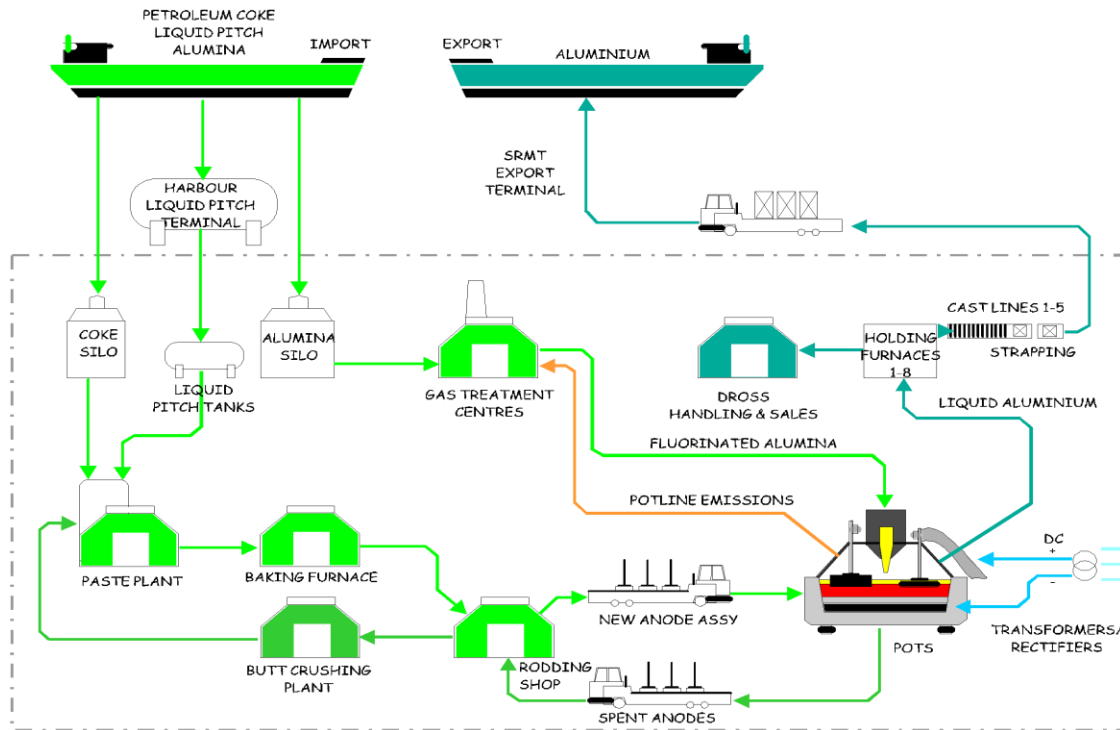 PETROLEUM COKE
LIQUID PITCH
ALUMINA
IMPORT
EXPORT
ALUMINIUM
SRMT
EXPORT
TERMINAL
HARBOUR
LIQUID PITCH
TERMINAL
COKE
SILO
ALUMINA
SILO
LIQUID
PITCH TANKS
GAS TREATMENT
CENTRES
DROSS
HANDLING & SALES
HOLDING
FURNACES
1-8
CAST LINES 1-5
STRAPPING
LIQUID ALUMINIUM
FLUORINATED ALUMINA
POTLINE EMISSIONS
DC
+
-
PASTE PLANT
BAKING FURNACE
NEW ANODE ASSY
POTS
TRANSFORMERS/
RECTIFIERS
BUTT CRUSHING
PLANT
RODDING
SHOP
SPENT ANODES